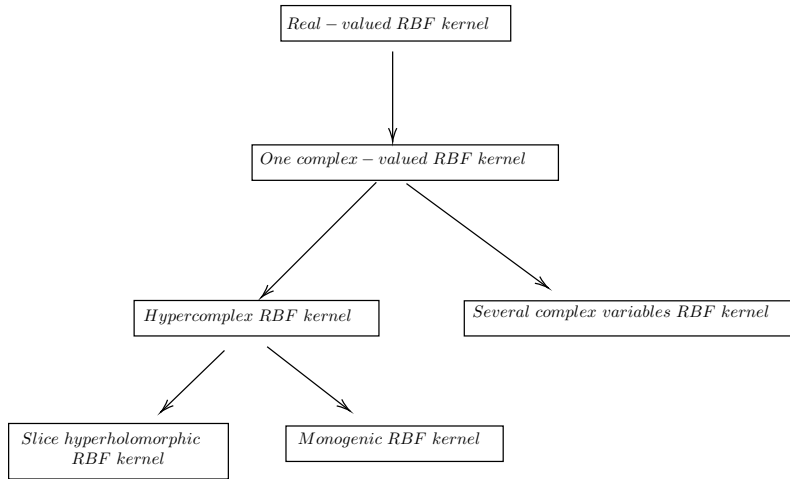 Real − valued RBF kernel
One complex − valued RBF kernel
Hypercomplex RBF kernel
Several complex variables RBF kernel
Slice hyperholomorphic
RBF kernel
Monogenic RBF kernel